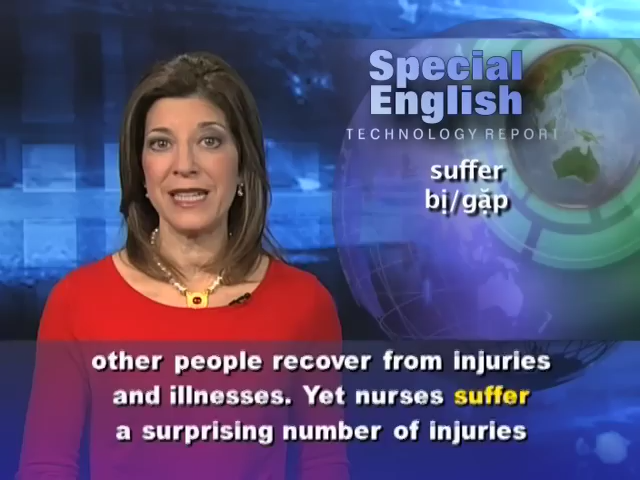 Special
English
TECHNOLOGY REPORT
suffer
bị/gặp
other people recover from injuries
and illnesses. Yet nurses suffer
a surprising number of injuries